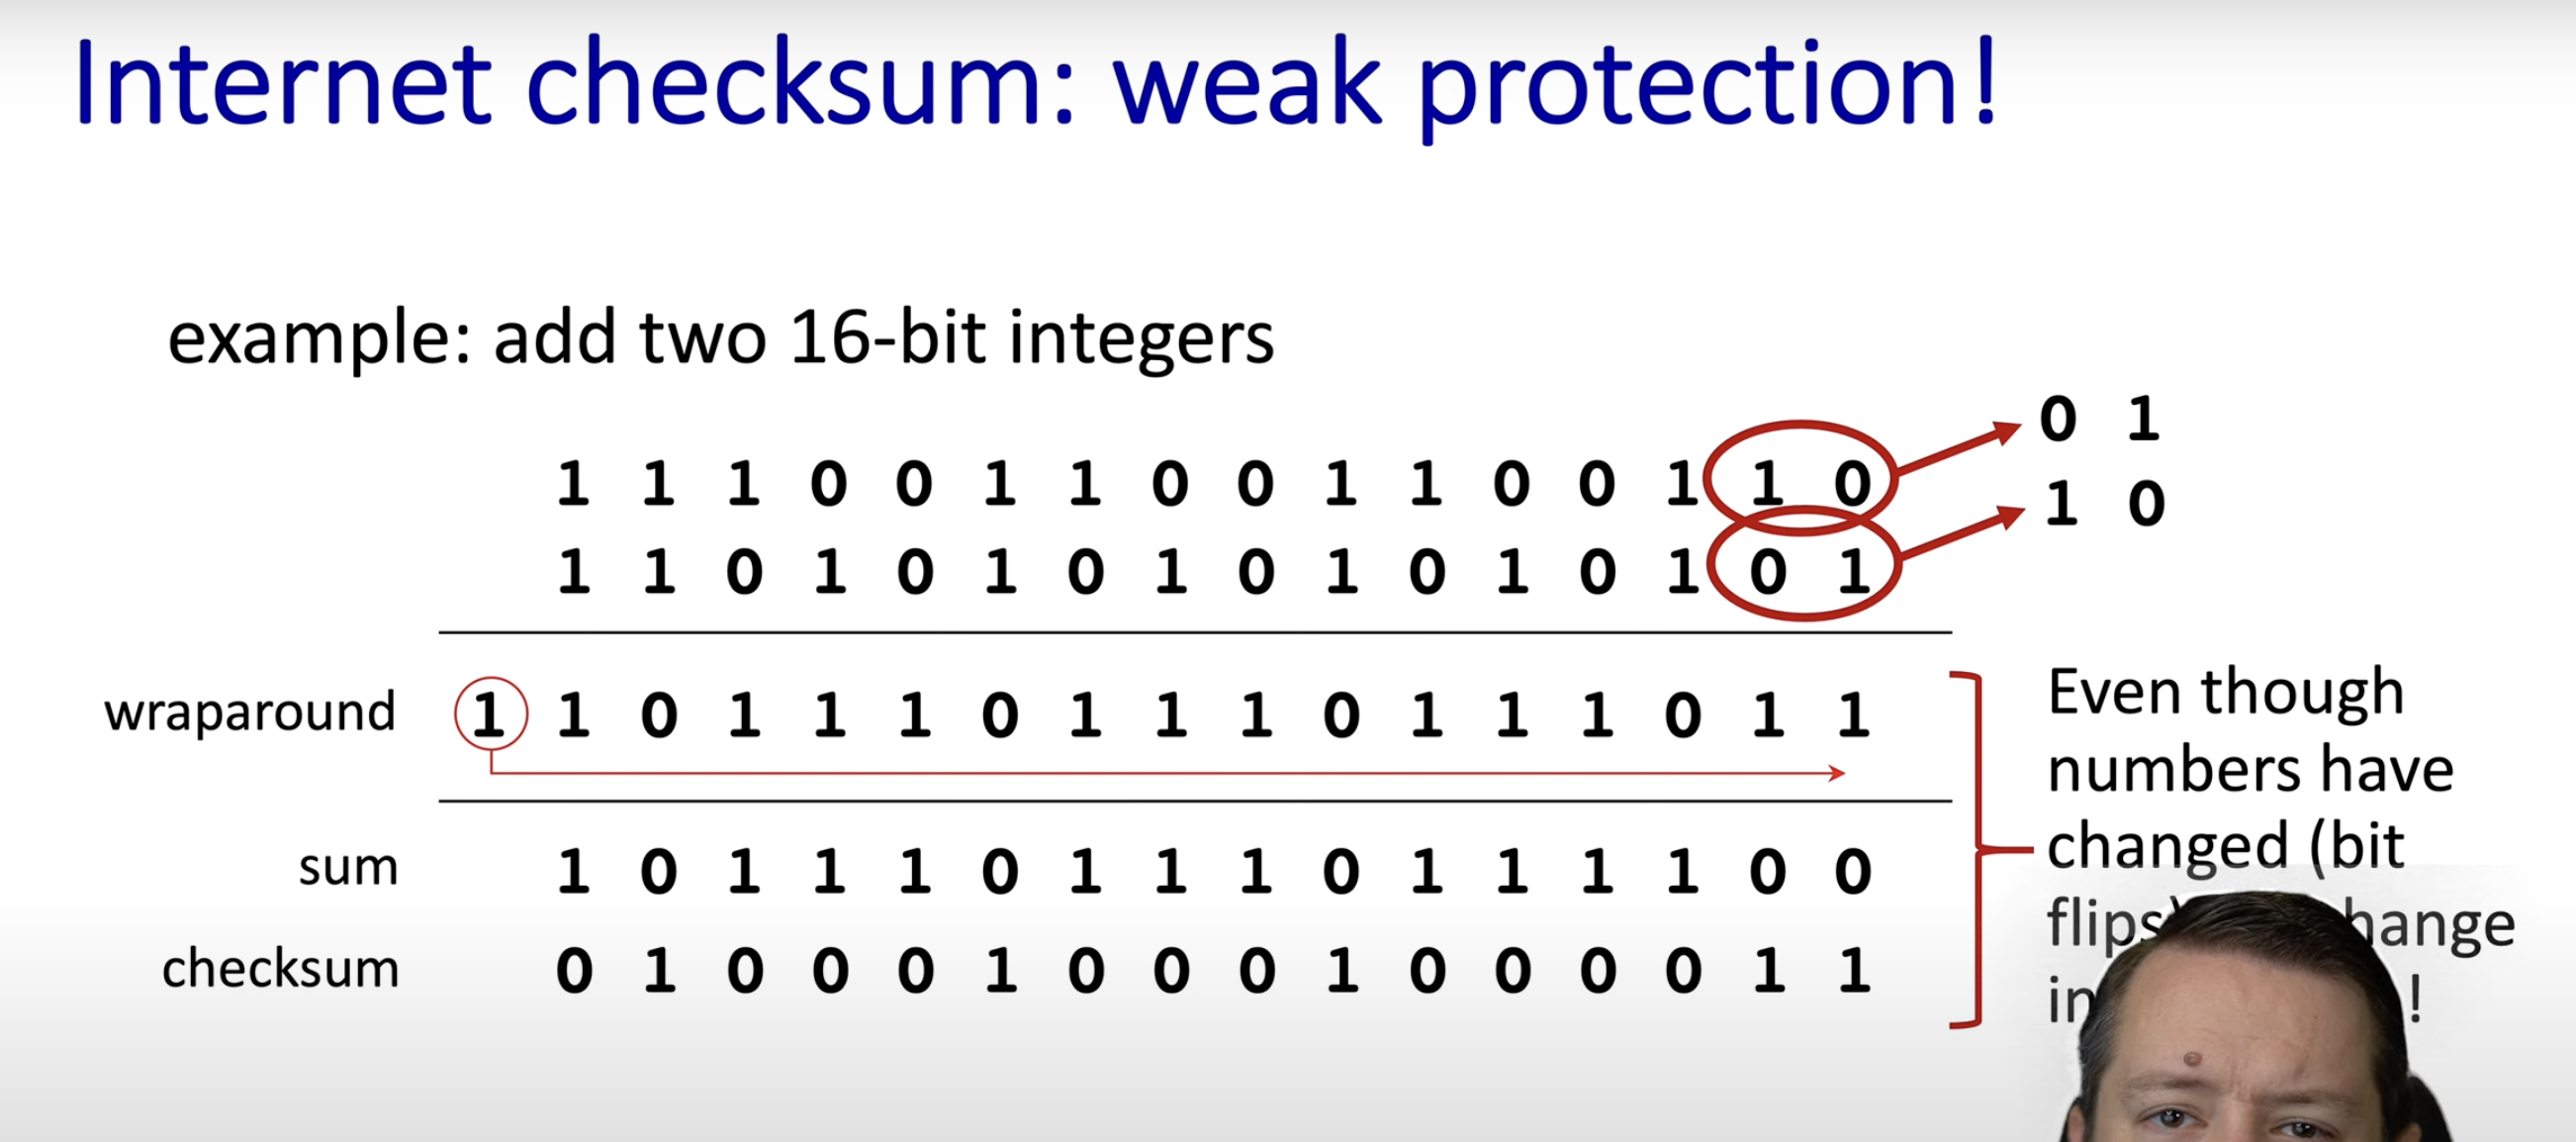 Internet checksum: weak protection!
example: add two 16-bit integers
0 1
1 1 1 0 0 1 1 0 0 1 1 0 0 1 1 0
1 0
1 1 0 1 0 1 0 1 0 1 0 1 0 1 0 1
wraparound 1 1 0 1 1 1 0 1 1 1 0 1 1 1 0 1 1
sum 1 0 1 1 1 0 1 1 1 0 1 1 1 1 0 0
checksum 0 1 0 0 0 1 0 0 0 1 0 0 0 0 1 1
Even though
numbers have
changed (bit
flips
!